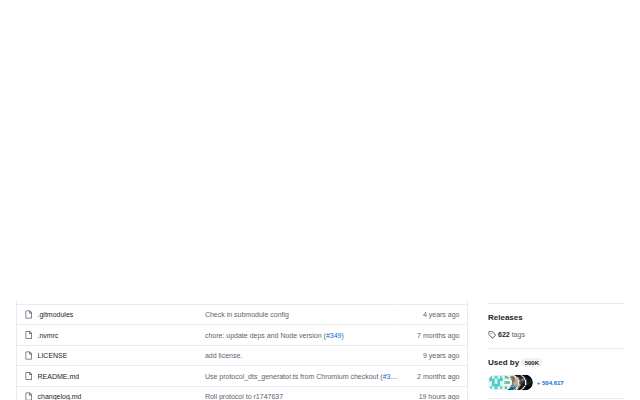 .gitmodules Check in submodule config 4 years ago
.nvmrc chore: update deps and Node version (#349) 7 months ago
LICENSE add license. 9 years ago
README.md Use protocol_dts_generator.ts from Chromium checkout (#3... 2 months ago
changelog.md Roll protocol to r1747637 19 hours ago
Releases
622 tags
Used by 500K
+ 504,617